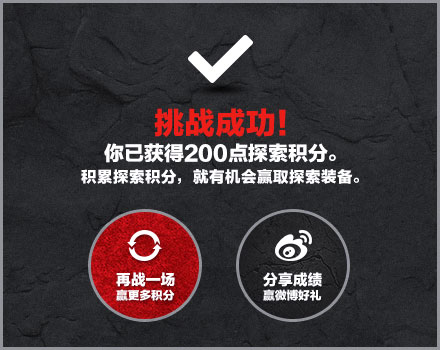 挑战成功!
你已获得200点探索积分。
积累探索积分，就有机会赢取探索装备。
再战一场
赢更多积分
分享成绩
赢微博好礼